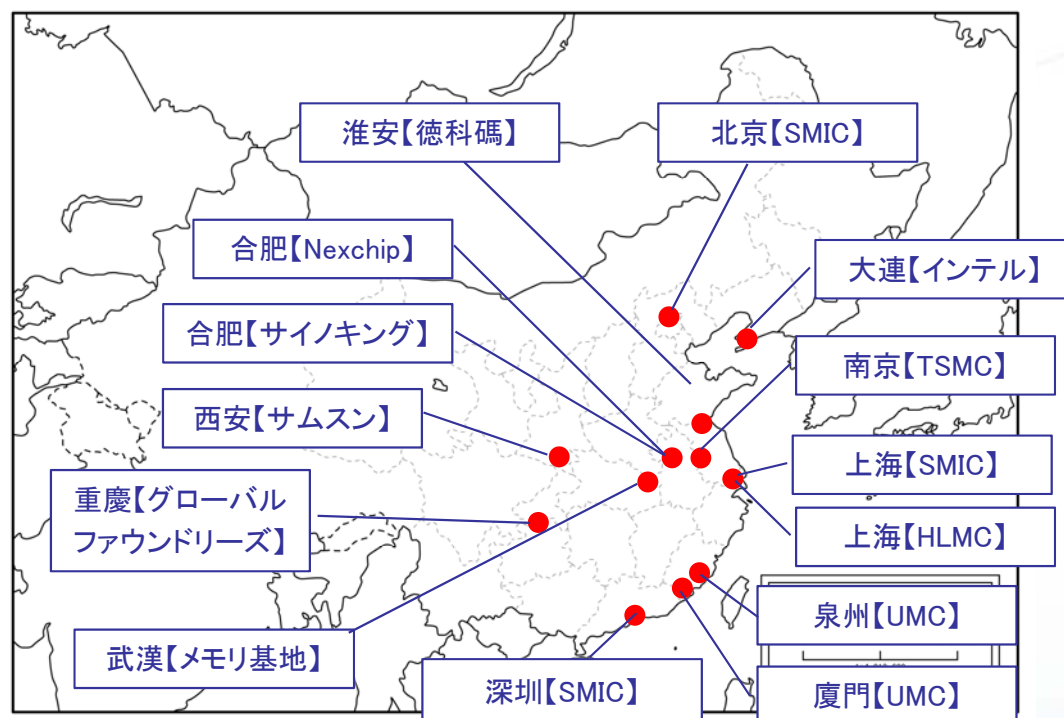 淮安【徳科碼】
北京【SMIC】
合肥【Nexchip】
大連【インテル】
合肥【サイノキング】
南京【TSMC】
西安【サムスン】
上海【SMIC】
重慶【グローバル
ファウンドリーズ】
上海【HLMC】
泉州【UMC】
武漢【メモリ基地】
深圳【SMIC】
廈門【UMC】